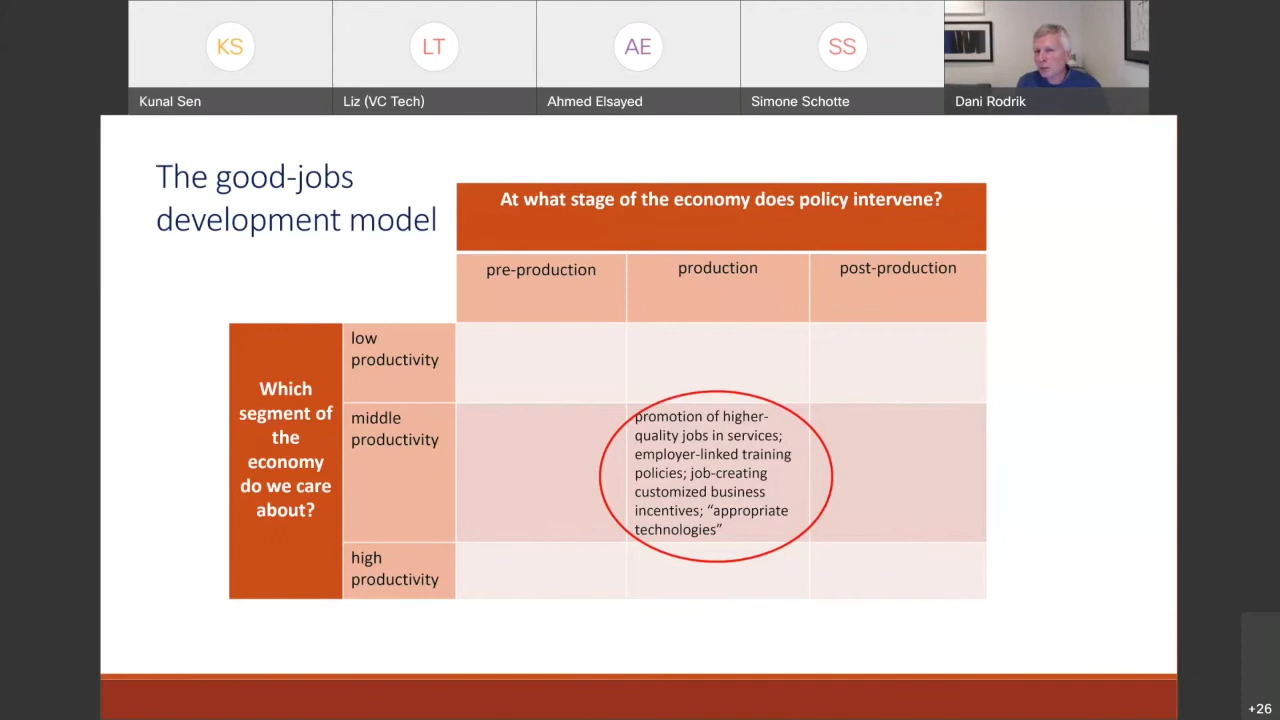 KS
LT
AE
SS
Kunal Sen
Liz (VC Tech)
Ahmed Elsayed
Simone Schotte
Dani Rodrik
The good-jobs
development model
At what stage of the economy does policy intervene?
pre-production
production
post-production
Which
segment of
the
economy
do we care
about?
low
productivity
middle
productivity
promotion of higher-
quality jobs in services;
employer-linked training
policies; job-creating
customized business
incentives; “appropriate
technologies”
high
productivity
+26